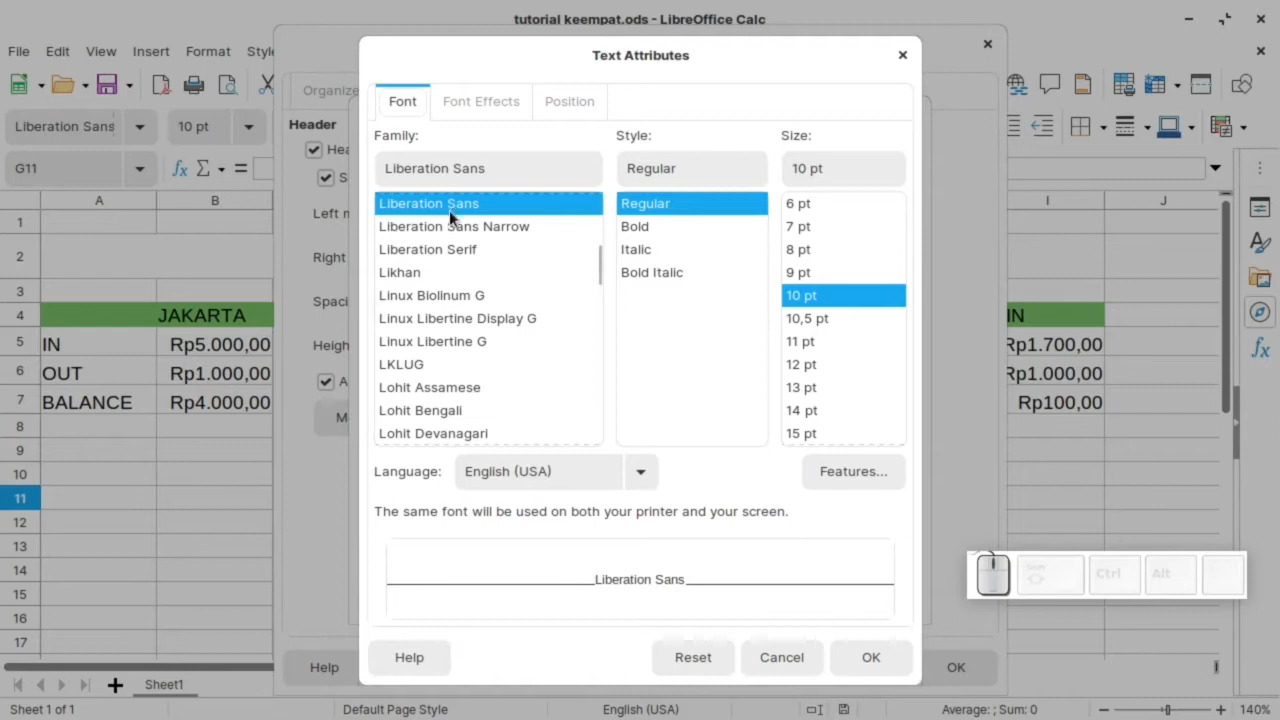 tutorial keempat.ods - LibreOffice Calc
File Edit View Insert Format
Text Attributes
Organize
Font Font Effects Position
Liberation Sans 10 pt
Header
Family: Style: Size:
G11
Liberation Sans Regular 10 pt
A B I J
Liberation Sans Regular 6 pt
Liberation Sans Narrow Bold 7 pt
Liberation Serif Italic 8 pt
Likhan Bold Italic 9 pt
Linux Biolinum G 10 pt
Linux Libertine Display G 10,5 pt
Linux Libertine G 11 pt
LKLUG 12 pt
Lohit Assamese 13 pt
Lohit Bengali 14 pt
Lohit Devanagari 15 pt
Left m
Right
Spaci
Heigh
1
2
3
4 JAKARTA IN
5 IN Rp5.000,00 Rp1.700,00
6 OUT Rp1.000,00 Rp1.000,00
7 BALANCE Rp4.000,00 Rp100,00
8
9
10
11
12
13
14
15
16
17
Language: English (USA) Features...
The same font will be used on both your printer and your screen.
Liberation Sans
Ctrl Alt
Help Reset Cancel OK
Help OK
Sheet1
Sheet 1 of 1 Default Page Style English (USA) Average: ; Sum: 0 140%